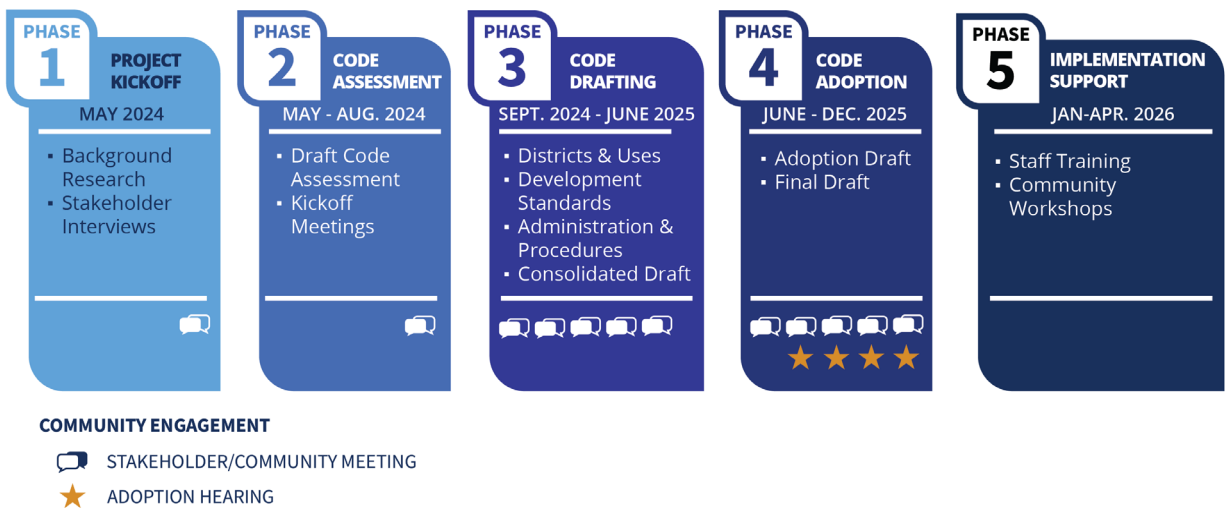 PHASE
1
PROJECT
KICKOFF
MAY 2024
▪ Background
Research
▪ Stakeholder
Interviews
PHASE
2
CODE
ASSESSMENT
MAY - AUG. 2024
▪ Draft Code
Assessment
▪ Kickoff
Meetings
PHASE
3
CODE
DRAFTING
SEPT. 2024 - JUNE 2025
▪ Districts & Uses
▪ Development
Standards
▪ Administration &
Procedures
▪ Consolidated Draft
PHASE
4
CODE
ADOPTION
JUNE - DEC. 2025
▪ Adoption Draft
▪ Final Draft
PHASE
5
IMPLEMENTATION
SUPPORT
JAN-APR. 2026
▪ Staff Training
▪ Community
Workshops
COMMUNITY ENGAGEMENT
STAKEHOLDER/COMMUNITY MEETING
ADOPTION HEARING